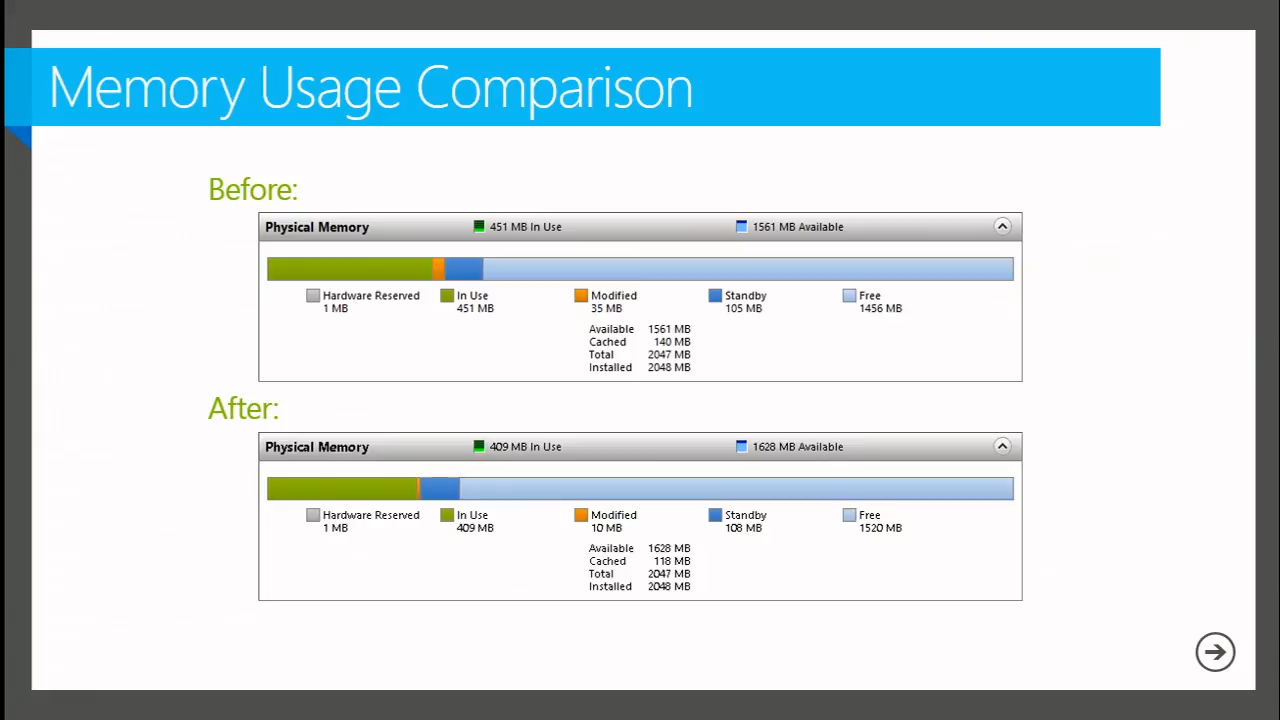 Memory Usage Comparison
Before:
Physical Memory 451 MB In Use 1561 MB Available
Hardware Reserved In Use Modified Standby Free
1 MB 451 MB 35 MB 105 MB 1456 MB
Available 1561 MB
Cached 140 MB
Total 2047 MB
Installed 2048 MB
After:
Physical Memory 409 MB In Use 1628 MB Available
Hardware Reserved In Use Modified Standby Free
1 MB 409 MB 10 MB 108 MB 1520 MB
Available 1628 MB
Cached 118 MB
Total 2047 MB
Installed 2048 MB